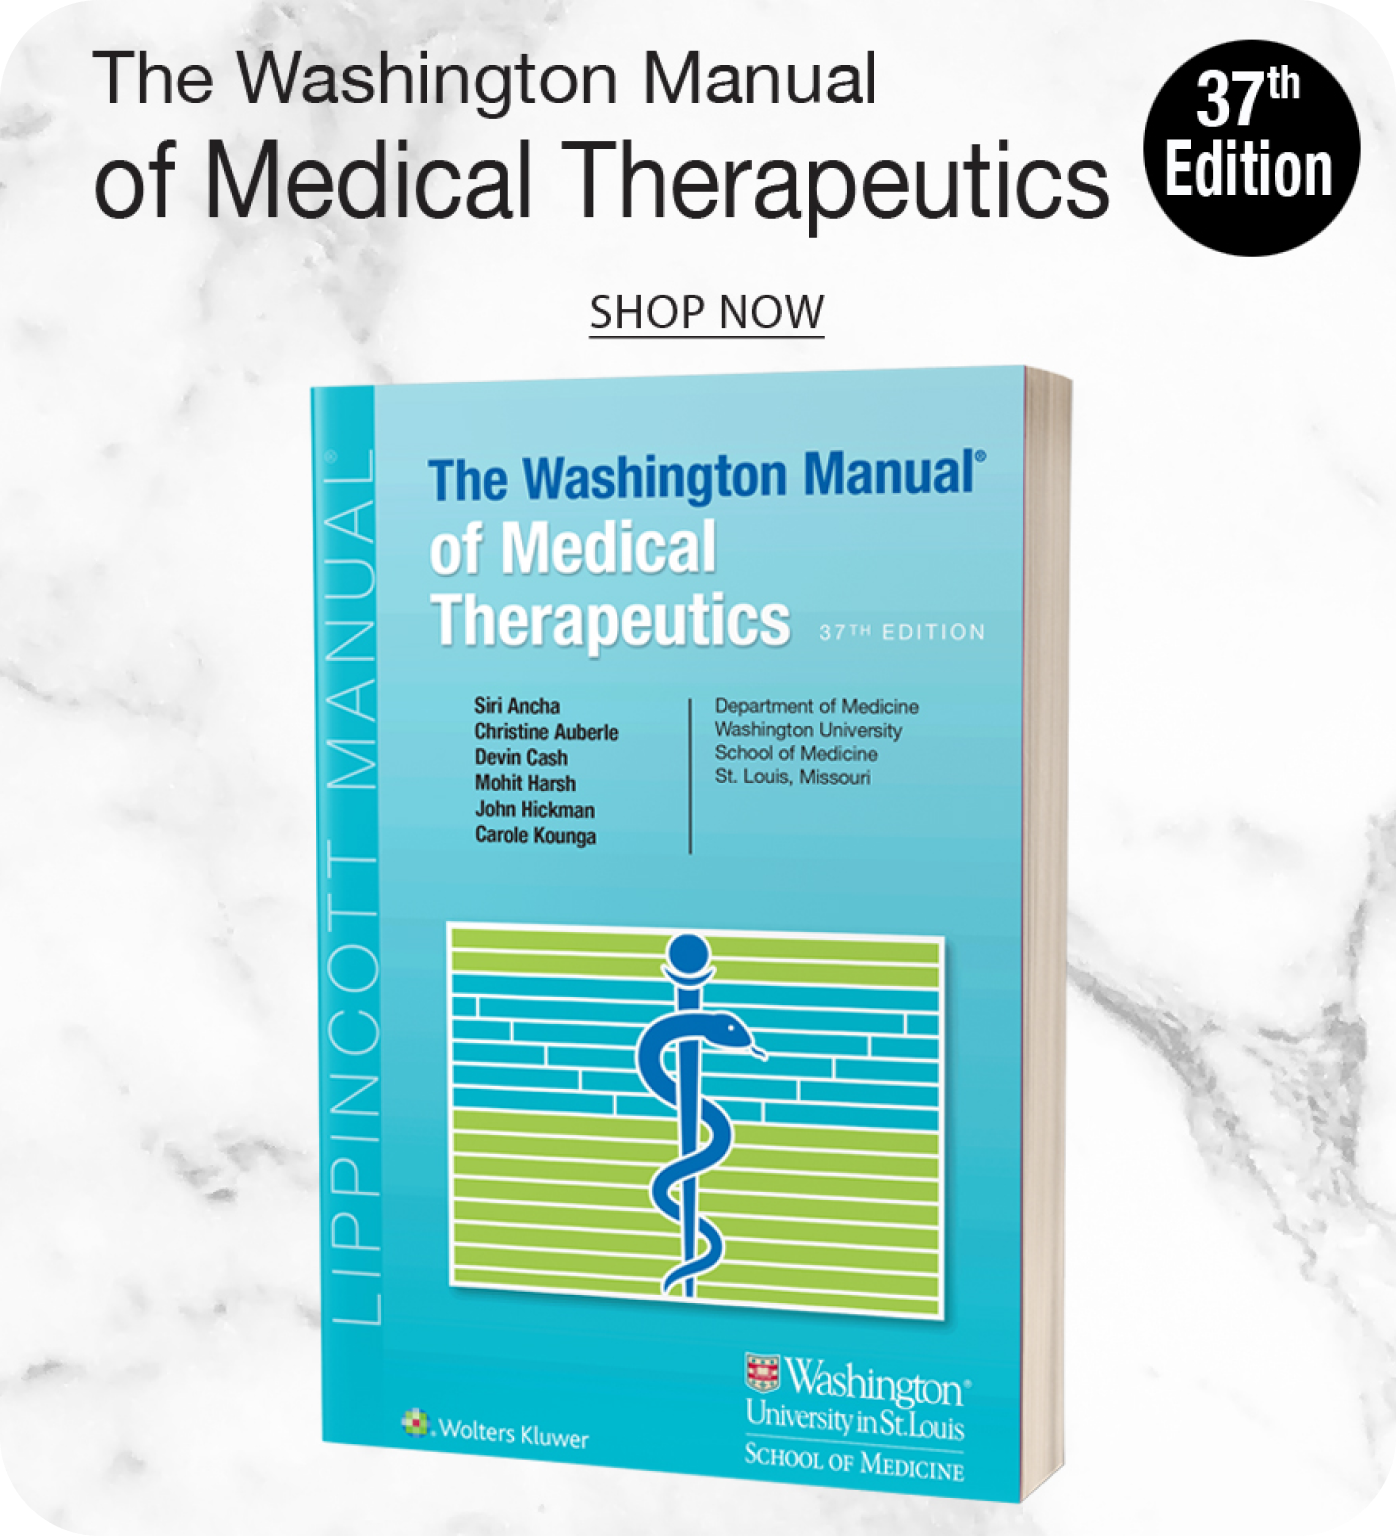 The Washington Manual
of Medical Therapeutics
37th
Edition
SHOP NOW
LIPPINCOTT MANUAL®
The Washington Manual®
of Medical
Therapeutics 37TH EDITION
Siri Ancha
Christine Auberle
Devin Cash
Mohit Harsh
John Hickman
Carole Kounga
Department of Medicine
Washington University
School of Medicine
St. Louis, Missouri
Wolters Kluwer
Washington®
University in St. Louis
SCHOOL OF MEDICINE